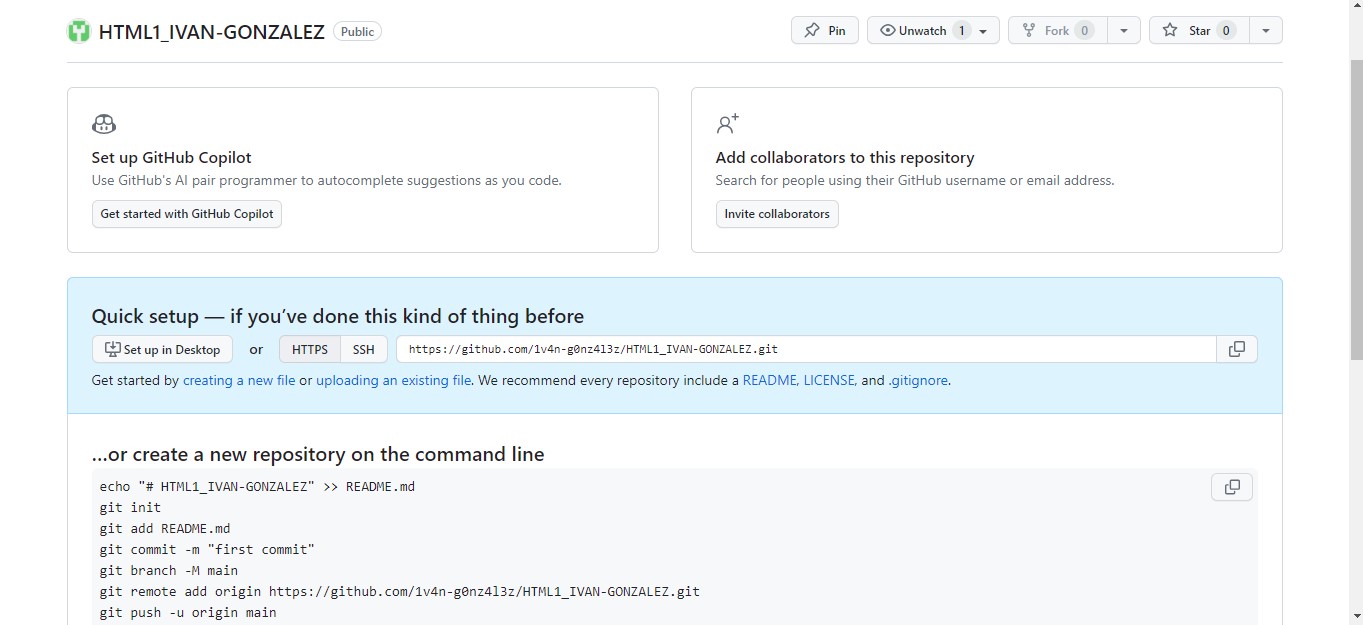 HTML1_IVAN-GONZALEZ Public Pin Unwatch 1 Fork 0 Star 0
Set up GitHub Copilot
Use GitHub's AI pair programmer to autocomplete suggestions as you code.
Get started with GitHub Copilot
Add collaborators to this repository
Search for people using their GitHub username or email address.
Invite collaborators
Quick setup — if you’ve done this kind of thing before
Set up in Desktop or HTTPS SSH https://github.com/1v4n-g0nz4l3z/HTML1_IVAN-GONZALEZ.git
Get started by creating a new file or uploading an existing file. We recommend every repository include a README, LICENSE, and .gitignore.
…or create a new repository on the command line
echo "# HTML1_IVAN-GONZALEZ" >> README.md
git init
git add README.md
git commit -m "first commit"
git branch -M main
git remote add origin https://github.com/1v4n-g0nz4l3z/HTML1_IVAN-GONZALEZ.git
git push -u origin main